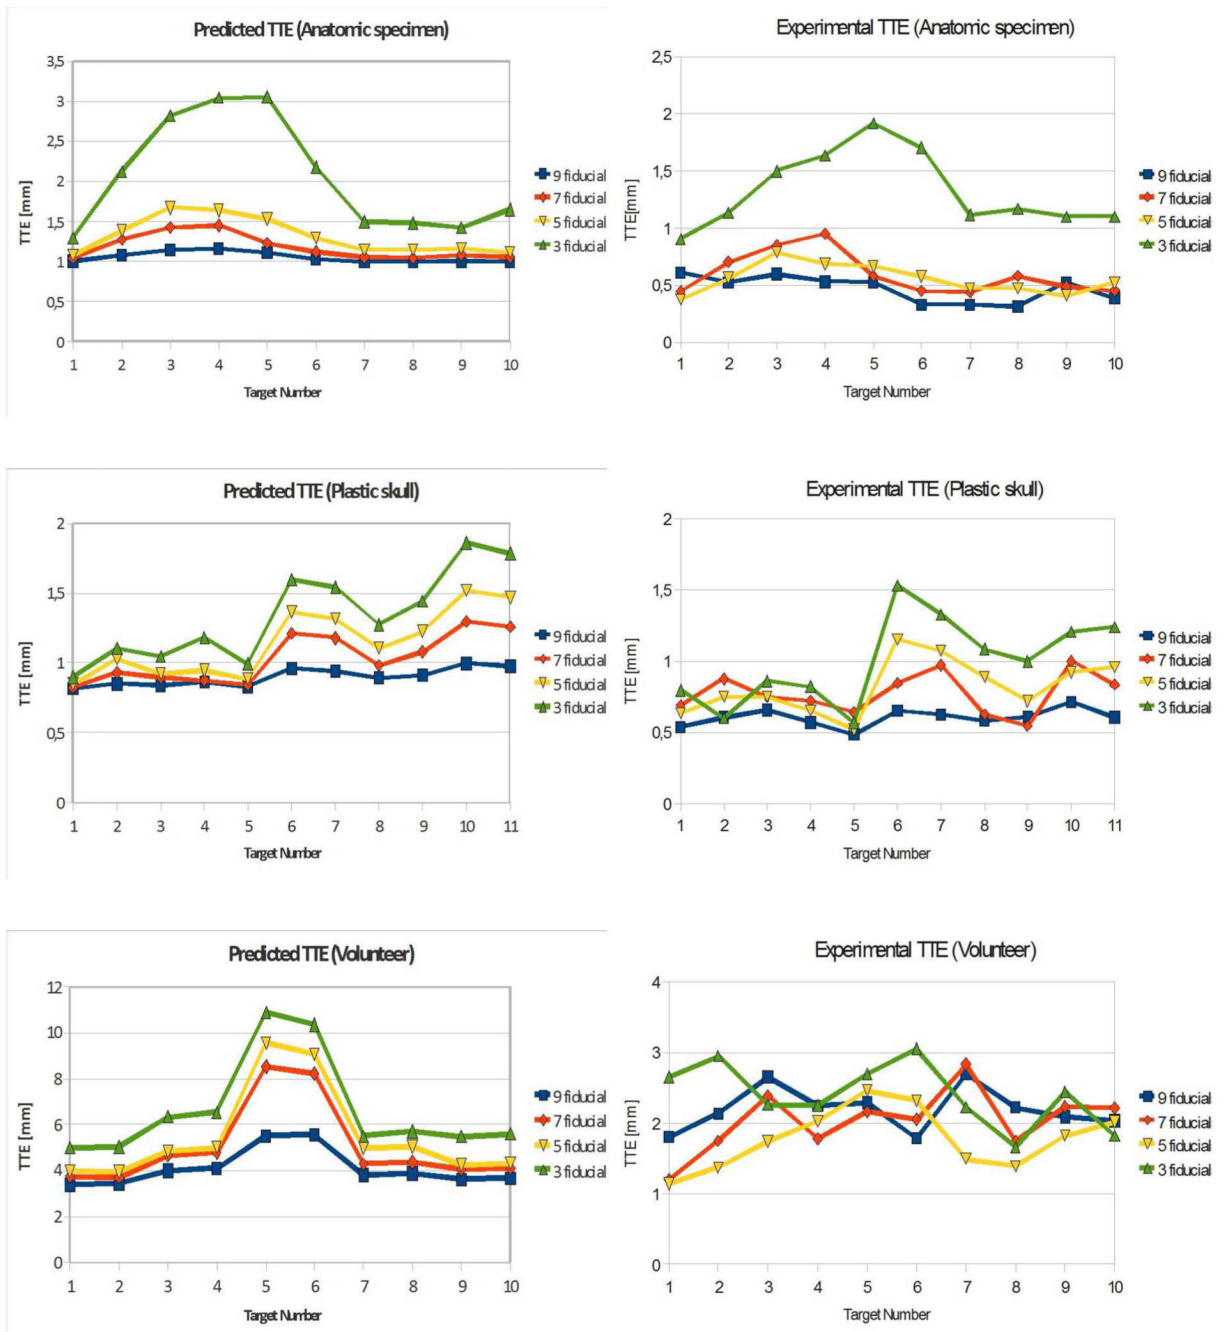 Predicted TTE (Anatomic specimen)
TTE [mm]
3,5
3
2,5
2
1,5
1
0,5
0
1 2 3 4 5 6 7 8 9 10
Target Number
9 fiducial
7 fiducial
5 fiducial
3 fiducial
Experimental TTE (Anatomic specimen)
TTE[mm]
2,5
2
1,5
1
0,5
0
1 2 3 4 5 6 7 8 9 10
Target Number
9 fiducial
7 fiducial
5 fiducial
3 fiducial
Predicted TTE (Plastic skull)
TTE [mm]
2
1,5
1
0,5
0
1 2 3 4 5 6 7 8 9 10 11
Target Number
9 fiducial
7 fiducial
5 fiducial
3 fiducial
Experimental TTE (Plastic skull)
TTE [mm]
2
1,5
1
0,5
0
1 2 3 4 5 6 7 8 9 10 11
Target Number
9 fiducial
7 fiducial
5 fiducial
3 fiducial
Predicted TTE (Volunteer)
TTE [mm]
12
10
8
6
4
2
0
1 2 3 4 5 6 7 8 9 10
Target Number
9 fiducial
7 fiducial
5 fiducial
3 fiducial
Experimental TTE (Volunteer)
TTE [mm]
4
3
2
1
0
1 2 3 4 5 6 7 8 9 10
Target Number
9 fiducial
7 fiducial
5 fiducial
3 fiducial